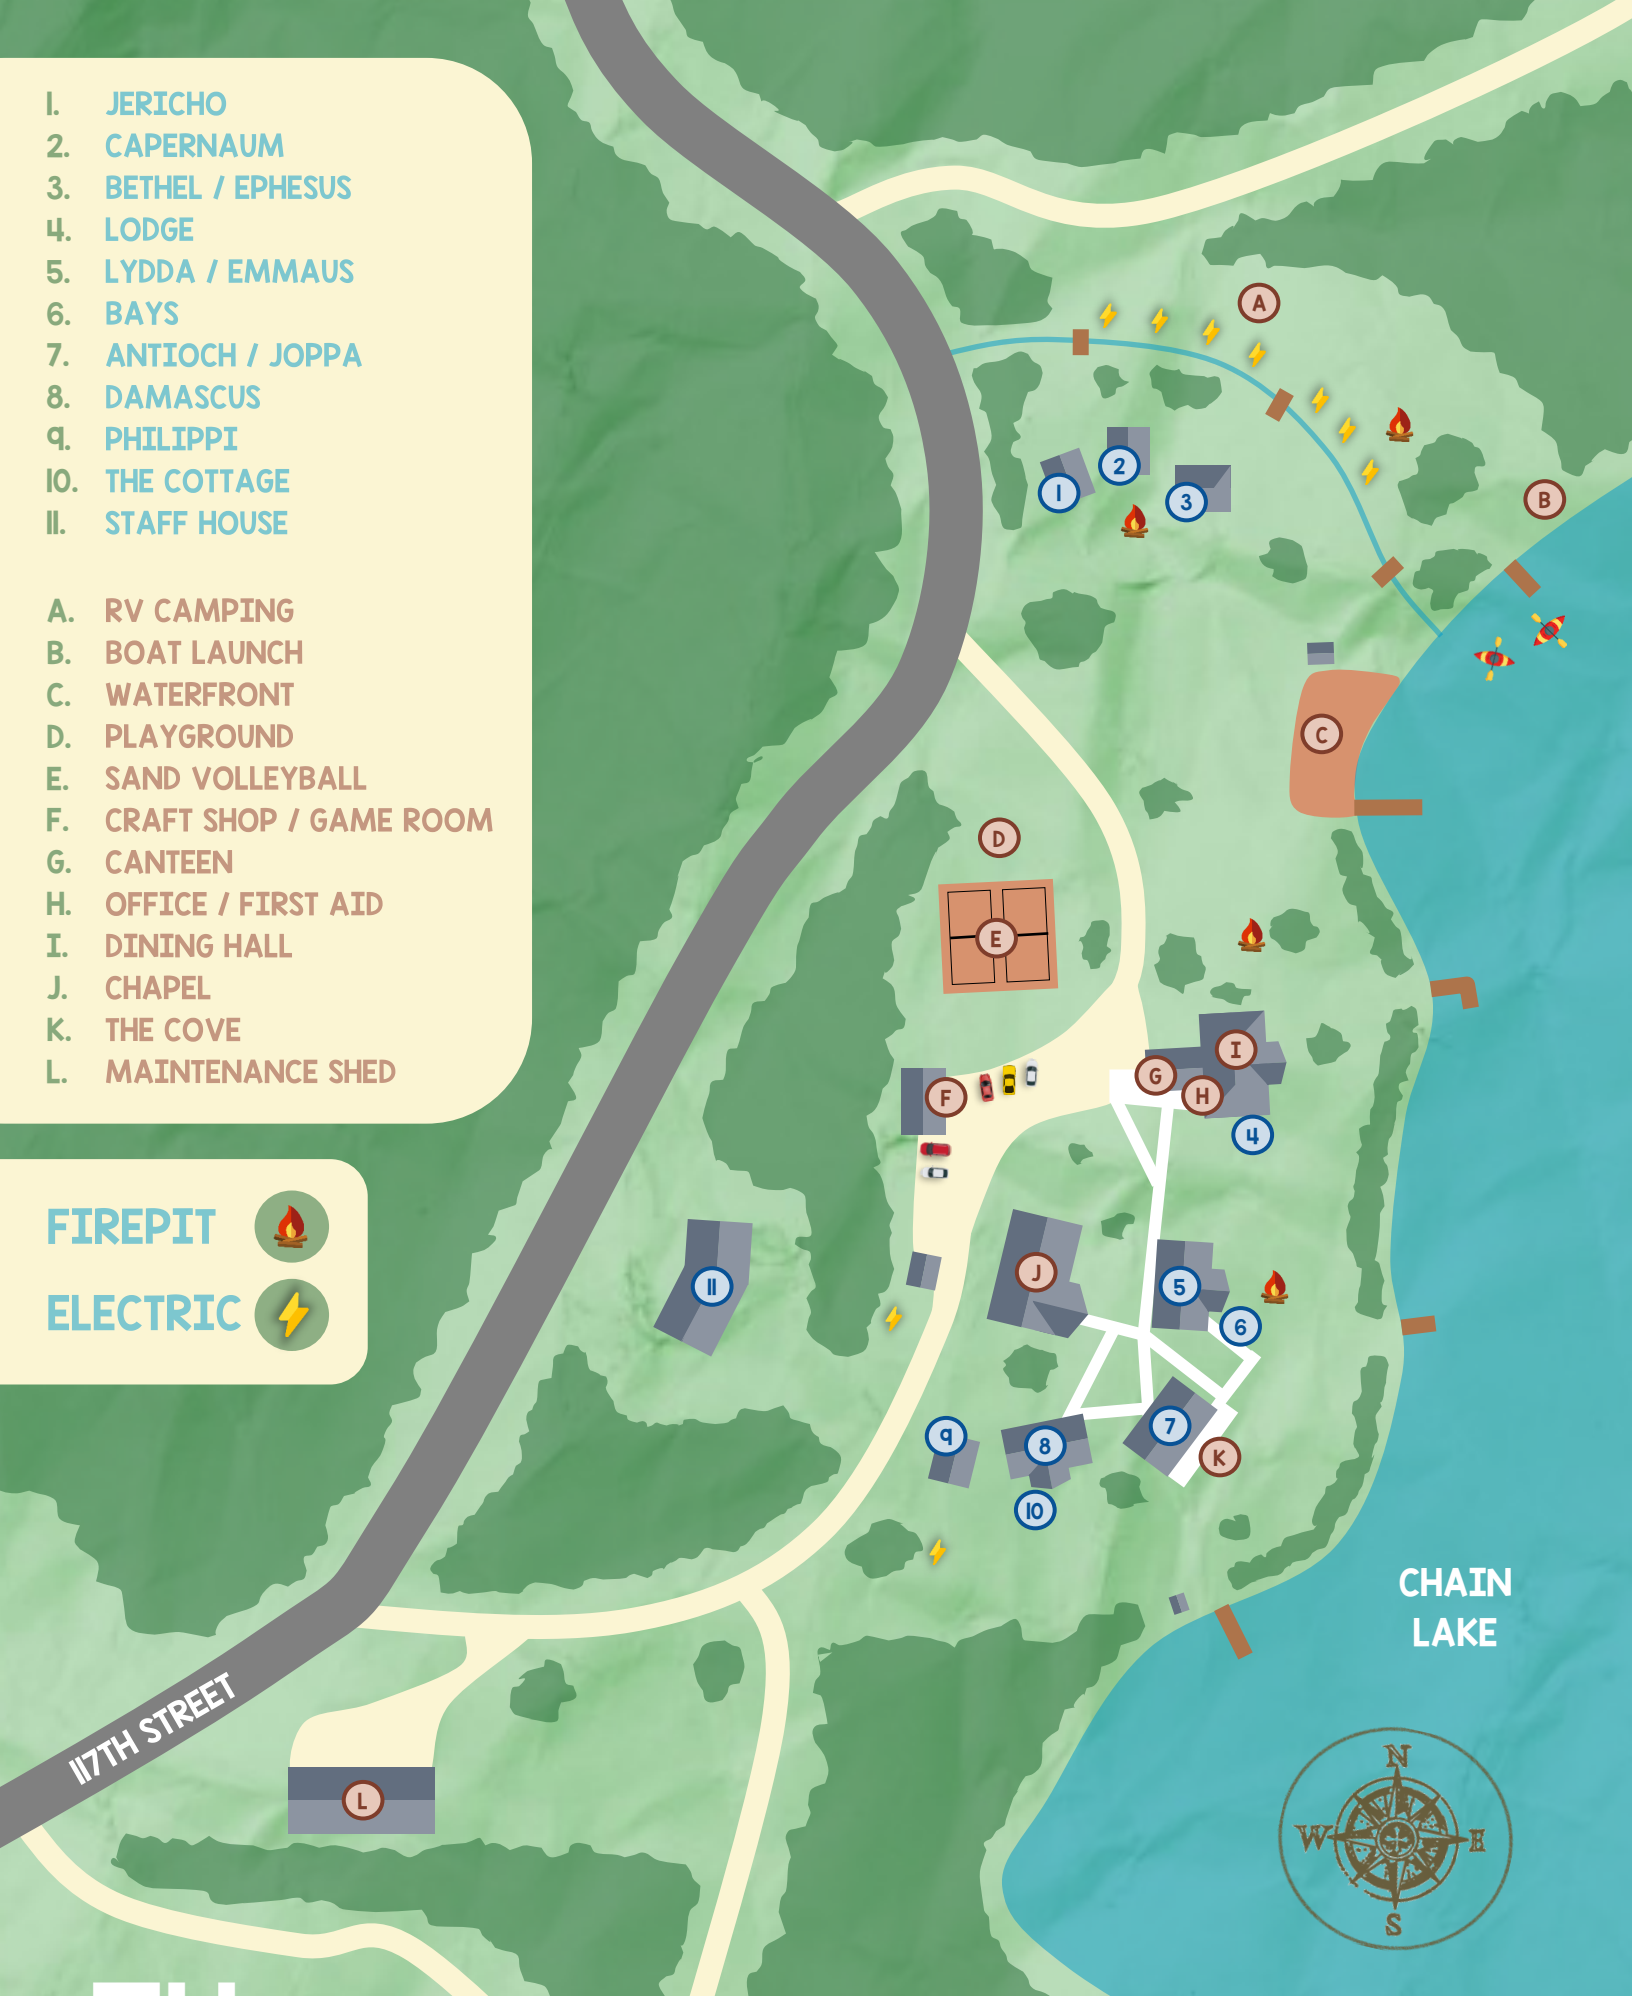 1. JERICHO
2. CAPERNAUM
3. BETHEL / EPHESUS
4. LODGE
5. LYDDA / EMMAUS
6. BAYS
7. ANTIOCH / JOPPA
8. DAMASCUS
9. PHILIPPI
10. THE COTTAGE
11. STAFF HOUSE
A. RV CAMPING
B. BOAT LAUNCH
C. WATERFRONT
D. PLAYGROUND
E. SAND VOLLEYBALL
F. CRAFT SHOP / GAME ROOM
G. CANTEEN
H. OFFICE / FIRST AID
I. DINING HALL
J. CHAPEL
K. THE COVE
L. MAINTENANCE SHED
FIREPIT
ELECTRIC
A
2
1
3
B
C
D
E
I
G
H
F
4
J
5
11
6
9
7
8
K
10
CHAIN
LAKE
117TH STREET
N
W E
S
L